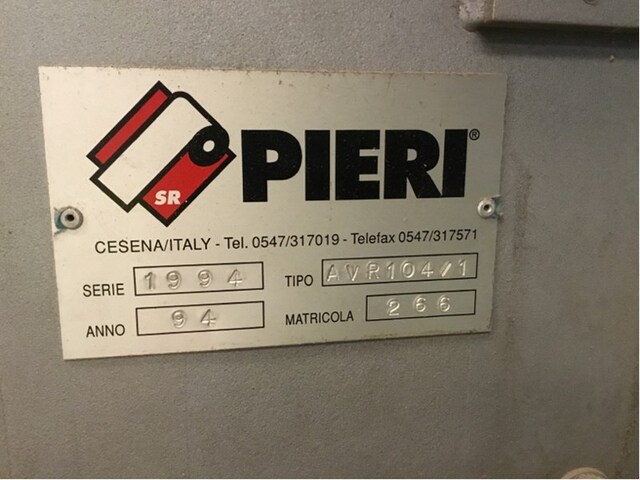 SR PIERI®
CESENA/ITALY - Tel. 0547/317019 - Telefax 0547/317571
SERIE 1994 TIPO AVR104/1
ANNO 94 MATRICOLA 266